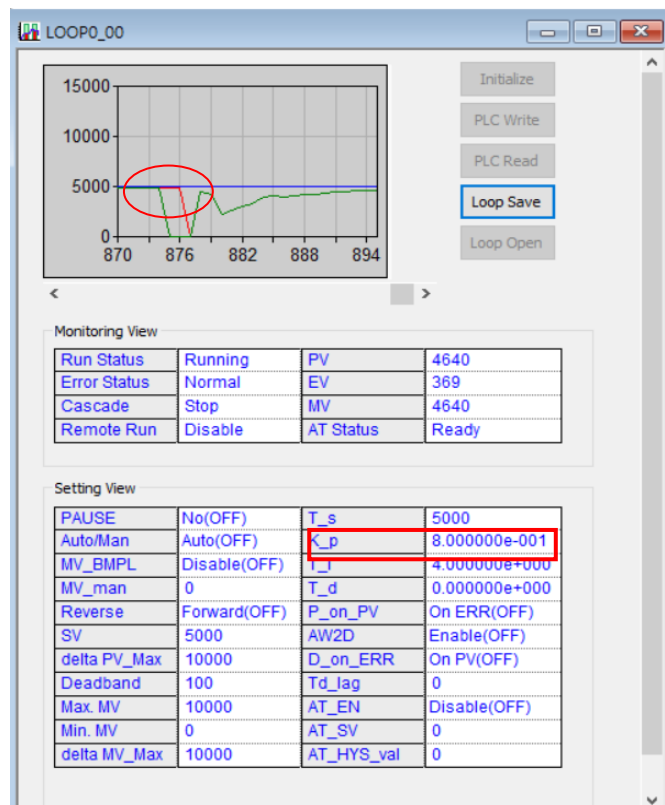 LOOP0_00
15000
10000
5000
0
870 876 882 888 894
Initialize
PLC Write
PLC Read
Loop Save
Loop Open
Monitoring View
Run Status Running PV 4640
Error Status Normal EV 369
Cascade Stop MV 4640
Remote Run Disable AT Status Ready
Setting View
PAUSE No(OFF) T_s 5000
Auto/Man Auto(OFF) K_p 8.000000e-001
MV_BMPL Disable(OFF) T_i 4.000000e+000
MV_man 0 T_d 0.000000e+000
Reverse Forward(OFF) P_on_PV On ERR(OFF)
SV 5000 AW2D Enable(OFF)
delta PV_Max 10000 D_on_ERR On PV(OFF)
Deadband 100 Td_lag 0
Max. MV 10000 AT_EN Disable(OFF)
Min. MV 0 AT_SV 0
delta MV_Max 10000 AT_HYS_val 0